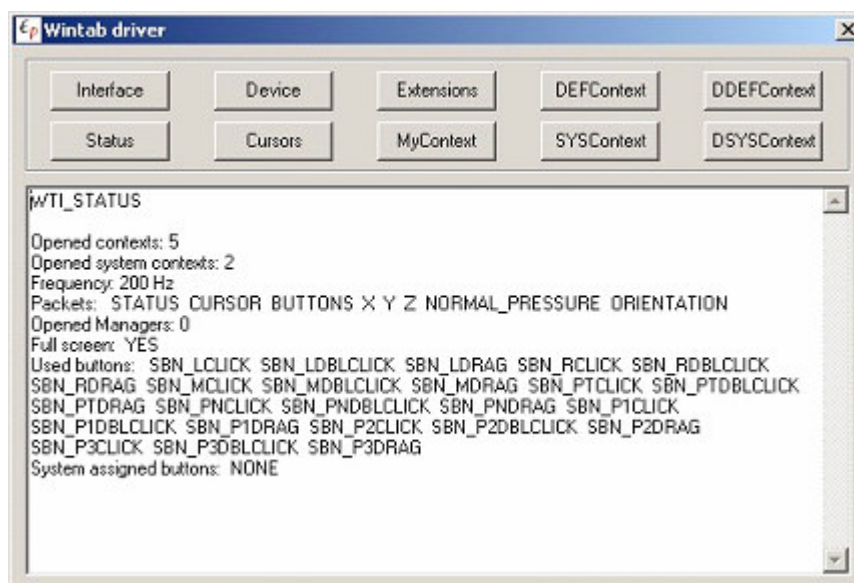 Ep Wintab driver
Interface Device Extensions DEFContext DDEFContext
Status Cursors MyContext SYSContext DSYSContext
WTI_STATUS
Opened contexts: 5
Opened system contexts: 2
Frequency: 200 Hz
Packets: STATUS CURSOR BUTTONS X Y Z NORMAL_PRESSURE ORIENTATION
Opened Managers: 0
Full screen: YES
Used buttons: SBN_LCLICK SBN_LDBLCLICK SBN_LDRAG SBN_RCLICK SBN_RDBLCLICK
SBN_RDRAG SBN_MCLICK SBN_MDBLCLICK SBN_MDRAG SBN_PTCLICK SBN_PTDBLCLICK
SBN_PTDRAG SBN_PNCLICK SBN_PNDBLCLICK SBN_PNDRAG SBN_P1CLICK
SBN_P1DBLCLICK SBN_P1DRAG SBN_P2CLICK SBN_P2DBLCLICK SBN_P2DRAG
SBN_P3CLICK SBN_P3DBLCLICK SBN_P3DRAG
System assigned buttons: NONE